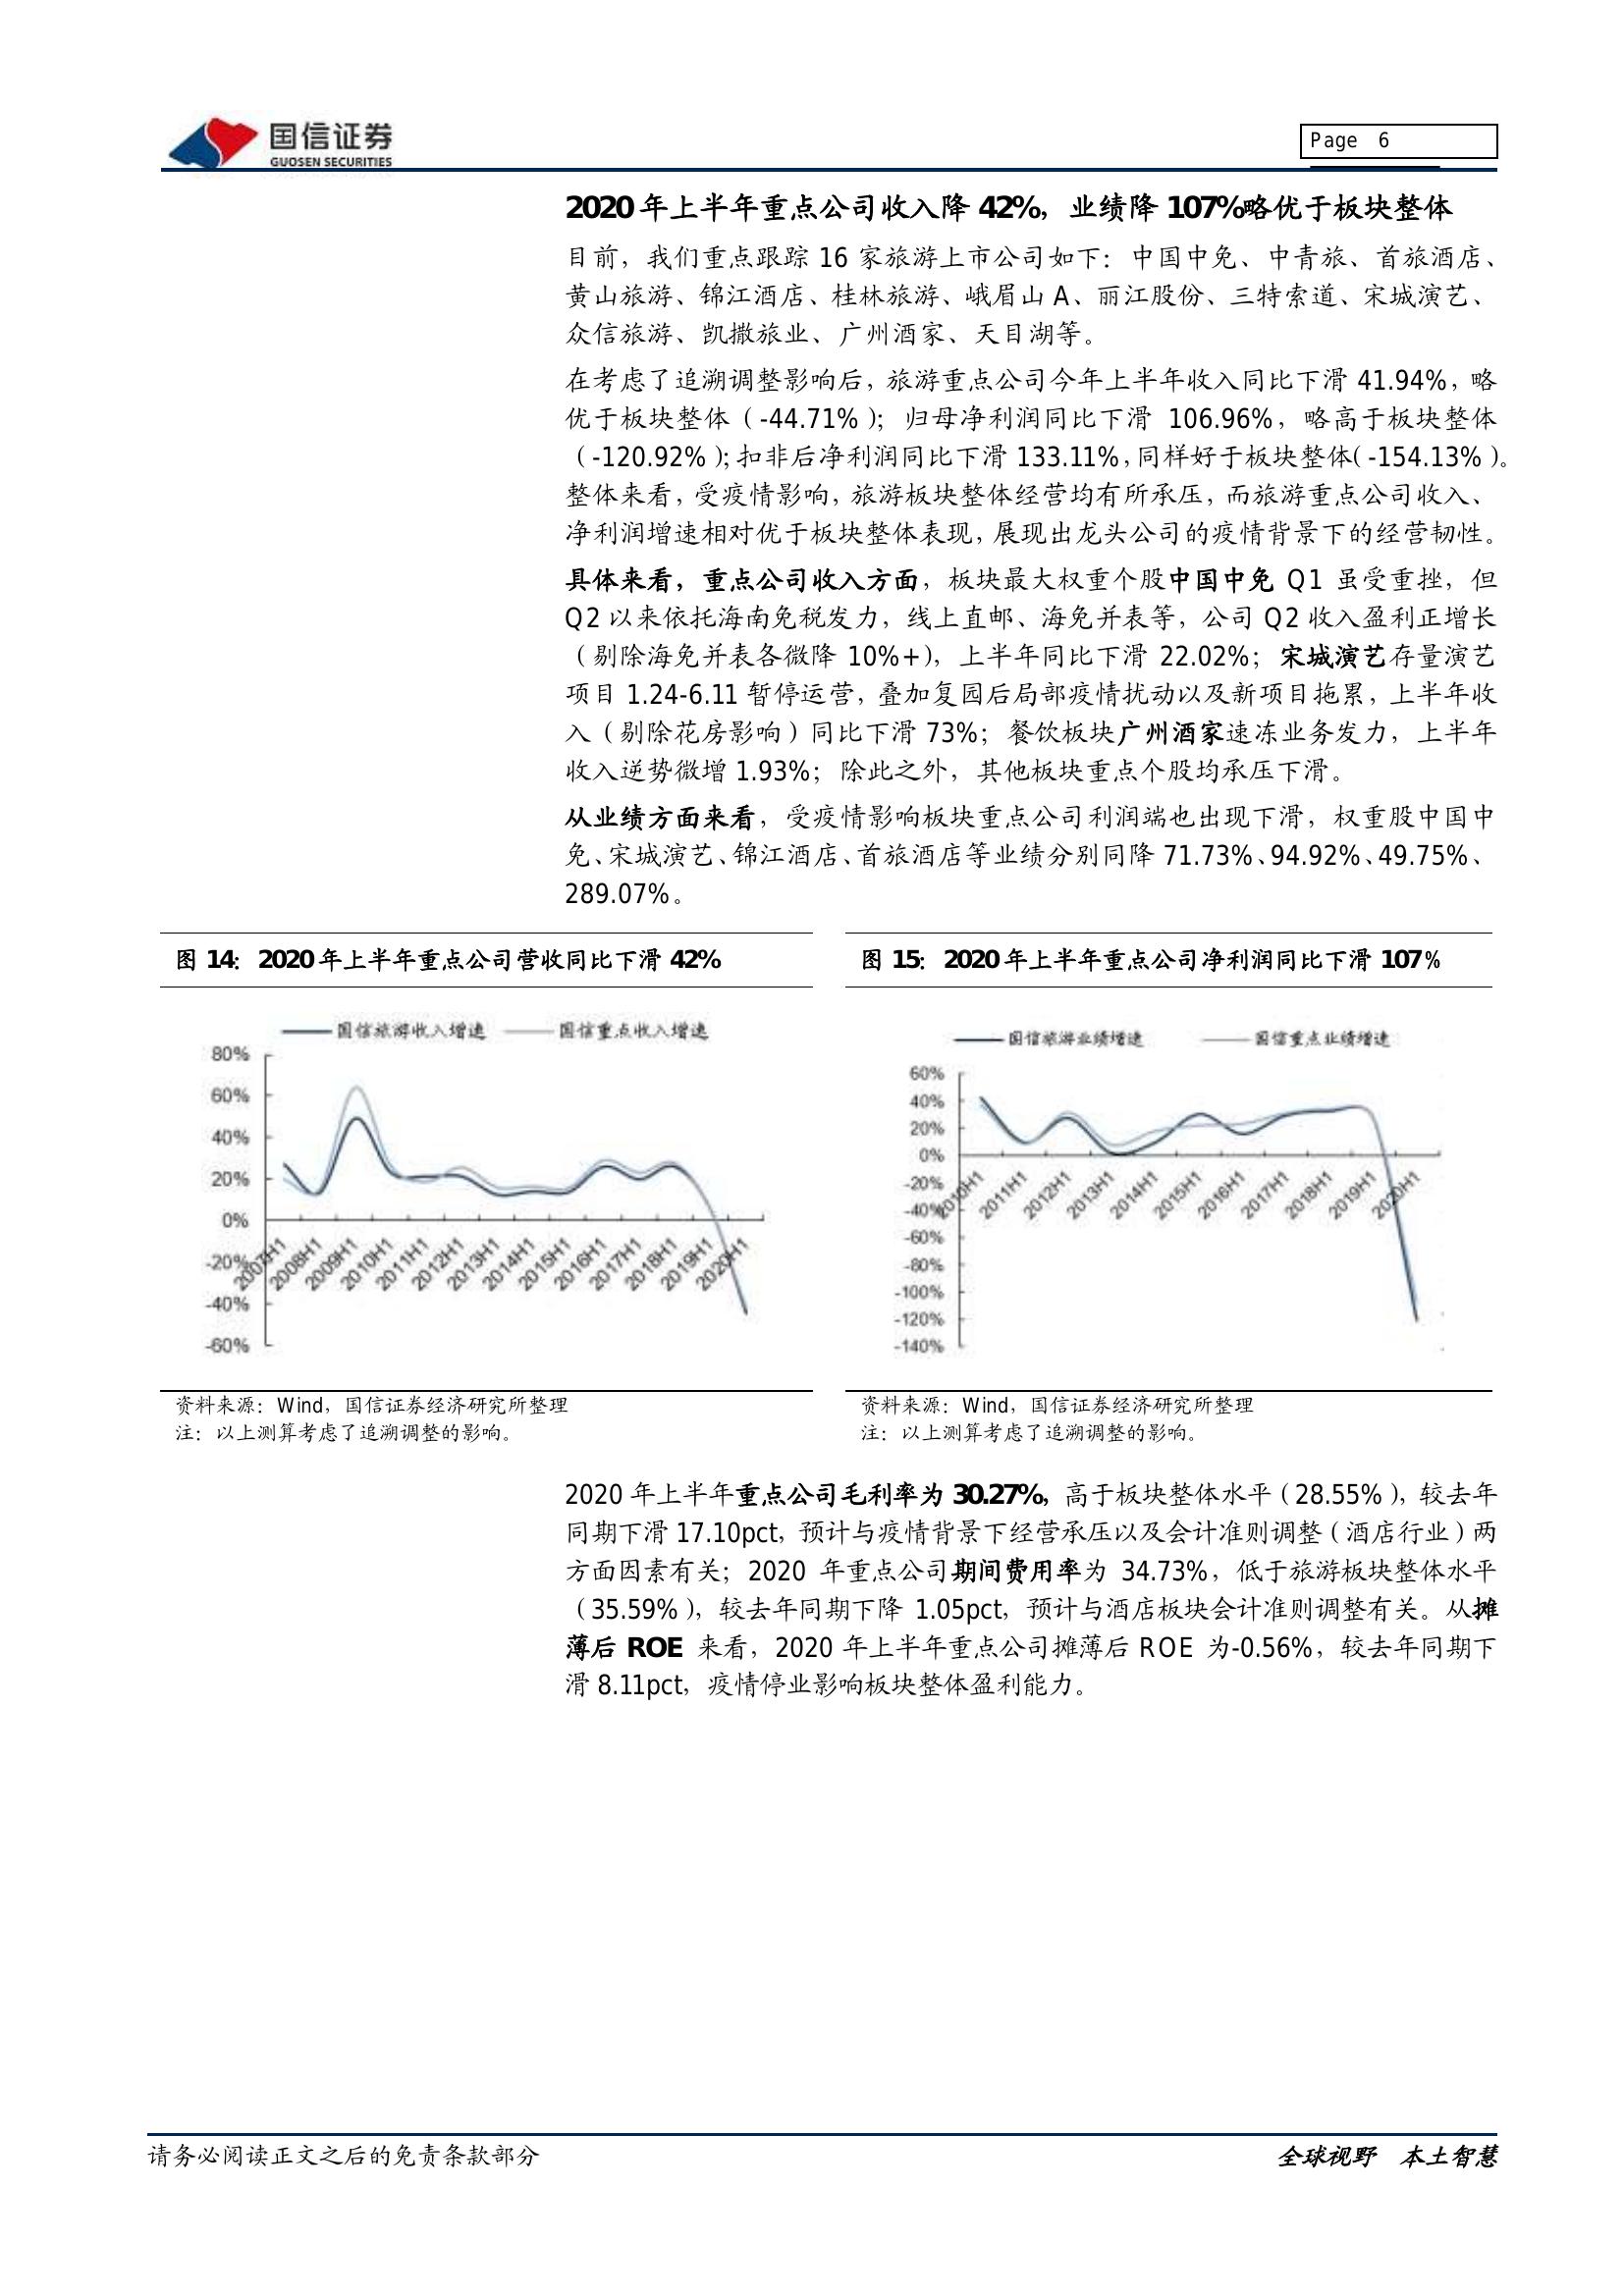 国信证券
GUOSEN SECURITIES
Page 6
2020年上半年重点公司收入降42%，业绩降107%略优于板块整体
目前，我们重点跟踪 16 家旅游上市公司如下：中国中免、中青旅、首旅酒店、
黄山旅游、锦江酒店、桂林旅游、峨眉山 A、丽江股份、三特索道、宋城演艺、
众信旅游、凯撒旅业、广州酒家、天目湖等。
在考虑了追溯调整影响后，旅游重点公司今年上半年收入同比下滑 41.94%，略
优于板块整体（-44.71%）；归母净利润同比下滑 106.96%，略高于板块整体
（-120.92%）；扣非后净利润同比下滑 133.11%，同样好于板块整体（-154.13%）。
整体来看，受疫情影响，旅游板块整体经营均有所承压，而旅游重点公司收入、
净利润增速相对优于板块整体表现，展现出龙头公司的疫情背景下的经营韧性。
具体来看，重点公司收入方面，板块最大权重个股中国中免 Q1 虽受重挫，但
Q2 以来依托海南免税发力，线上直邮、海免并表等，公司 Q2 收入盈利正增长
（剔除海免并表各微降 10%+），上半年同比下滑 22.02%；宋城演艺存量演艺
项目 1.24-6.11 暂停运营，叠加复园后局部疫情扰动以及新项目拖累，上半年收
入（剔除花房影响）同比下滑 73%；餐饮板块广州酒家速冻业务发力，上半年
收入逆势微增 1.93%；除此之外，其他板块重点个股均承压下滑。
从业绩方面来看，受疫情影响板块重点公司利润端也出现下滑，权重股中国中
免、宋城演艺、锦江酒店、首旅酒店等业绩分别同降 71.73%、94.92%、49.75%、
289.07%。
图 14：2020 年上半年重点公司营收同比下滑 42%
国信旅游收入增速 国信重点收入增速
80%
60%
40%
20%
0%
-20%
-40%
-60%
2007H1 2008H1 2009H1 2010H1 2011H1 2012H1 2013H1 2014H1 2015H1 2016H1 2017H1 2018H1 2019H1 2020H1
资料来源：Wind，国信证券经济研究所整理
注：以上测算考虑了追溯调整的影响。
图 15：2020 年上半年重点公司净利润同比下滑 107%
国信旅游业绩增速 国信重点业绩增速
60%
40%
20%
0%
-20%
-40%
-60%
-80%
-100%
-120%
-140%
2010H1 2011H1 2012H1 2013H1 2014H1 2015H1 2016H1 2017H1 2018H1 2019H1 2020H1
资料来源：Wind，国信证券经济研究所整理
注：以上测算考虑了追溯调整的影响。
2020 年上半年重点公司毛利率为 30.27%，高于板块整体水平（28.55%），较去年
同期下滑 17.10pct，预计与疫情背景下经营承压以及会计准则调整（酒店行业）两
方面因素有关；2020 年重点公司期间费用率为 34.73%，低于旅游板块整体水平
（35.59%），较去年同期下降 1.05pct，预计与酒店板块会计准则调整有关。从摊
薄后 ROE 来看，2020 年上半年重点公司摊薄后 ROE 为-0.56%，较去年同期下
滑 8.11pct，疫情停业影响板块整体盈利能力。
请务必阅读正文之后的免责条款部分
全球视野 本土智慧